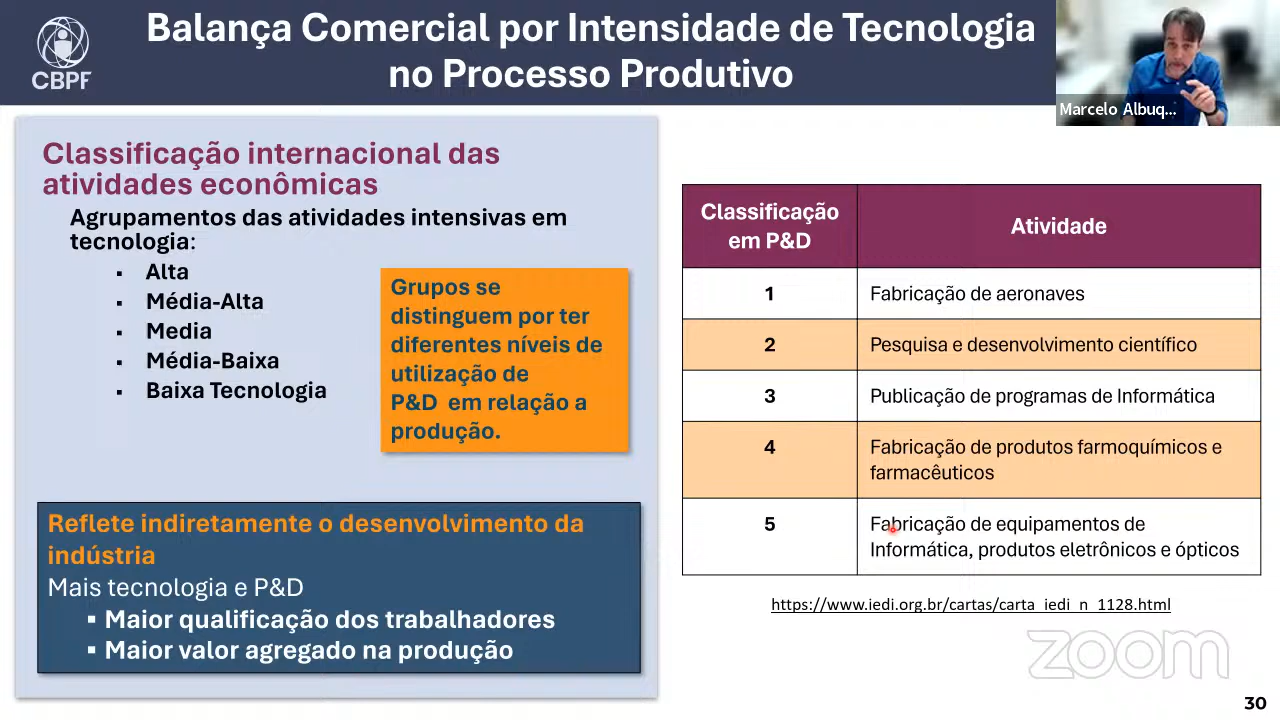 Balança Comercial por Intensidade de Tecnologia
no Processo Produtivo
CBPF
Marcelo Albuq...
Classificação internacional das
atividades econômicas
Agrupamentos das atividades intensivas em
tecnologia:
▪ Alta
▪ Média-Alta
▪ Media
▪ Média-Baixa
▪ Baixa Tecnologia
Grupos se
distinguem por ter
diferentes níveis de
utilização de
P&D em relação a
produção.
Reflete indiretamente o desenvolvimento da
indústria
Mais tecnologia e P&D
▪ Maior qualificação dos trabalhadores
▪ Maior valor agregado na produção
Classificação
em P&D
Atividade
1 Fabricação de aeronaves
2 Pesquisa e desenvolvimento científico
3 Publicação de programas de Informática
4 Fabricação de produtos farmoquímicos e
farmacêuticos
5 Fabricação de equipamentos de
Informática, produtos eletrônicos e ópticos
https://www.iedi.org.br/cartas/carta_iedi_n_1128.html
zoom
30